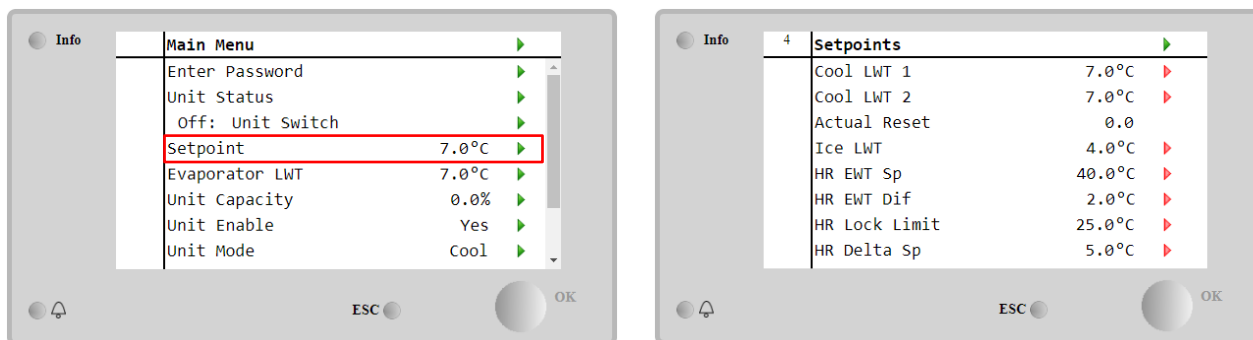 Info
Main Menu
Enter Password
Unit Status
Off: Unit Switch
Setpoint 7.0°C
Evaporator LWT 7.0°C
Unit Capacity 0.0%
Unit Enable Yes
Unit Mode Cool
ESC
OK
Info
4 Setpoints
Cool LWT 1 7.0°C
Cool LWT 2 7.0°C
Actual Reset 0.0
Ice LWT 4.0°C
HR EWT Sp 40.0°C
HR EWT Dif 2.0°C
HR Lock Limit 25.0°C
HR Delta Sp 5.0°C
ESC
OK